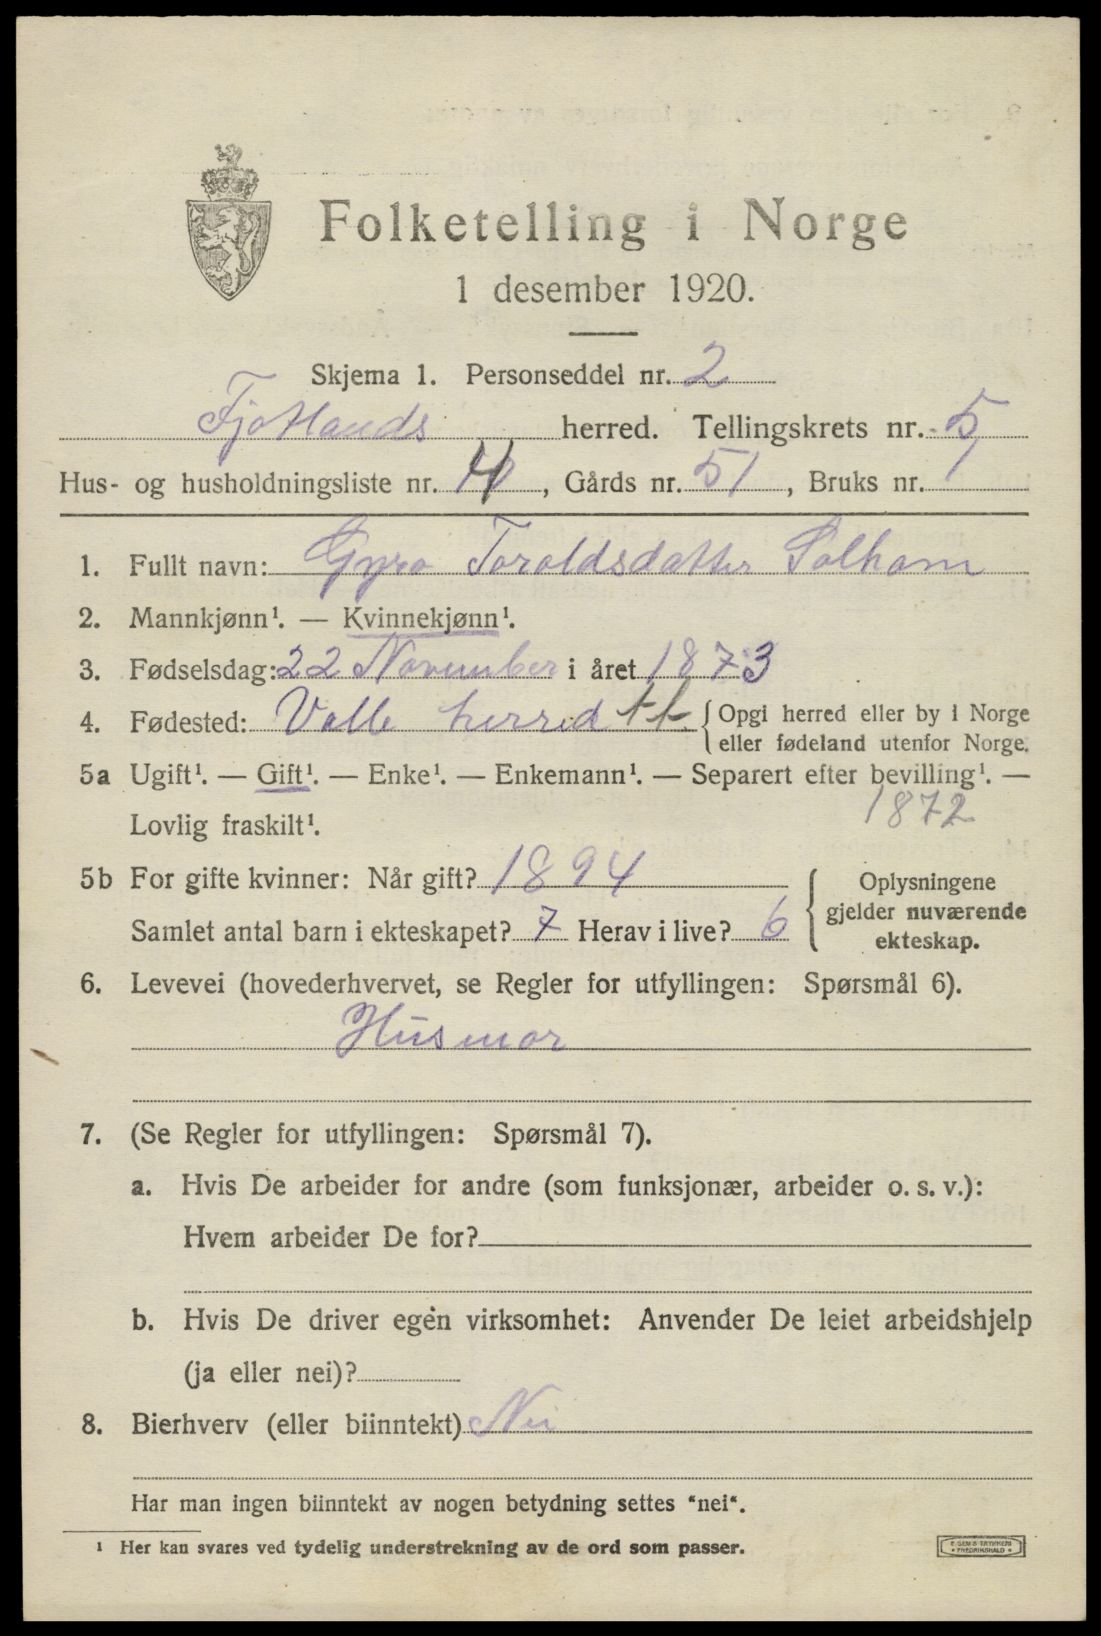 Folketelling i Norge
1 desember 1920.
Skjema 1. Personseddel nr. 2
Fjotlands herred. Tellingskrets nr. 5
Hus- og husholdningsliste nr. 4, Gårds nr. 51, Bruks nr. 1
1. Fullt navn: Gyro Toroldsdatter Solhom
2. Mannkjønn¹. — Kvinnekjønn¹.
3. Fødselsdag: 22 November i året 1873
4. Fødested: Valle herred {Opgi herred eller by i Norge
eller fødeland utenfor Norge.
5a Ugift¹. — Gift¹. — Enke¹. — Enkemann¹. — Separert efter bevilling¹. —
Lovlig fraskilt¹. 1872
5b For gifte kvinner: Når gift? 1894 Oplysningene
gjelder nuværende
Samlet antal barn i ekteskapet? 7 Herav i live? 6 ekteskap.
6. Levevei (hovederhvervet, se Regler for utfyllingen: Spørsmål 6).
Husmor
7. (Se Regler for utfyllingen: Spørsmål 7).
a. Hvis De arbeider for andre (som funksjonær, arbeider o. s. v.):
Hvem arbeider De for?
b. Hvis De driver egen virksomhet: Anvender De leiet arbeidshjelp
(ja eller nei)?
8. Bierhverv (eller biinntekt) Nei
Har man ingen biinntekt av nogen betydning settes "nei".
¹ Her kan svares ved tydelig understrekning av de ord som passer.
E. SEM'S TRYKKERI
• FREDRIKSHALD •